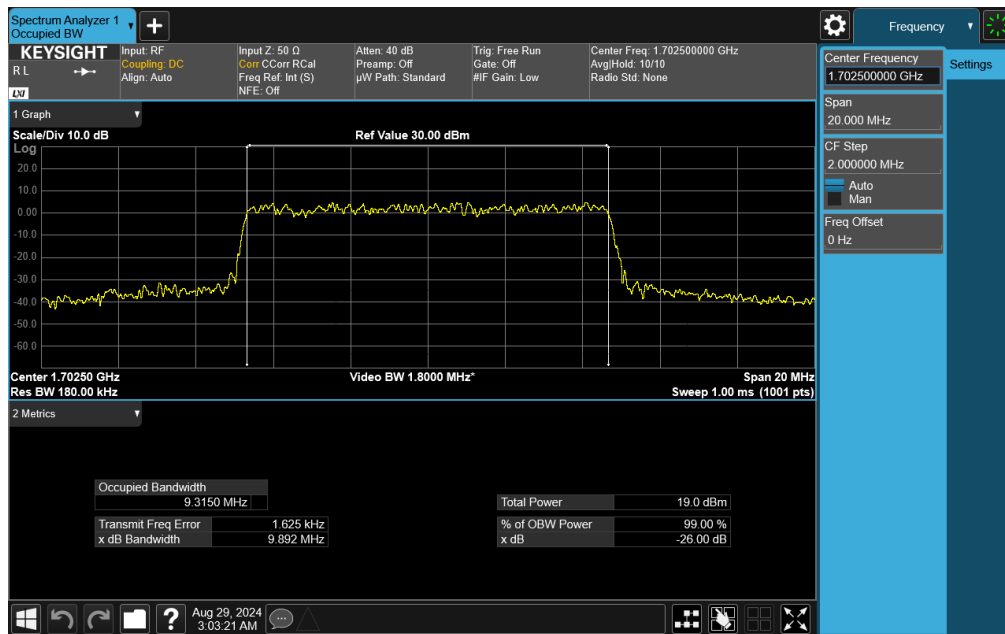 Spectrum Analyzer 1
Occupied BW
Frequency
KEYSIGHT
R L
LXI
Input: RF
Coupling: DC
Align: Auto
Input Z: 50 Ω
Corr CCorr RCal
Freq Ref: Int (S)
NFE: Off
Atten: 40 dB
Preamp: Off
µW Path: Standard
Trig: Free Run
Gate: Off
#IF Gain: Low
Center Freq: 1.702500000 GHz
Avg|Hold: 10/10
Radio Std: None
Center Frequency
1.702500000 GHz
Settings
Span
20.000 MHz
CF Step
2.000000 MHz
Auto
Man
Freq Offset
0 Hz
1 Graph
Scale/Div 10.0 dB
Ref Value 30.00 dBm
Log
20.0
10.0
0.00
-10.0
-20.0
-30.0
-40.0
-50.0
-60.0
Center 1.70250 GHz
Video BW 1.8000 MHz*
Span 20 MHz
Res BW 180.00 kHz
Sweep 1.00 ms (1001 pts)
2 Metrics
Occupied Bandwidth
9.3150 MHz
Total Power 19.0 dBm
Transmit Freq Error 1.625 kHz
% of OBW Power 99.00 %
x dB Bandwidth 9.892 MHz
x dB -26.00 dB
?
Aug 29, 2024
3:03:21 AM